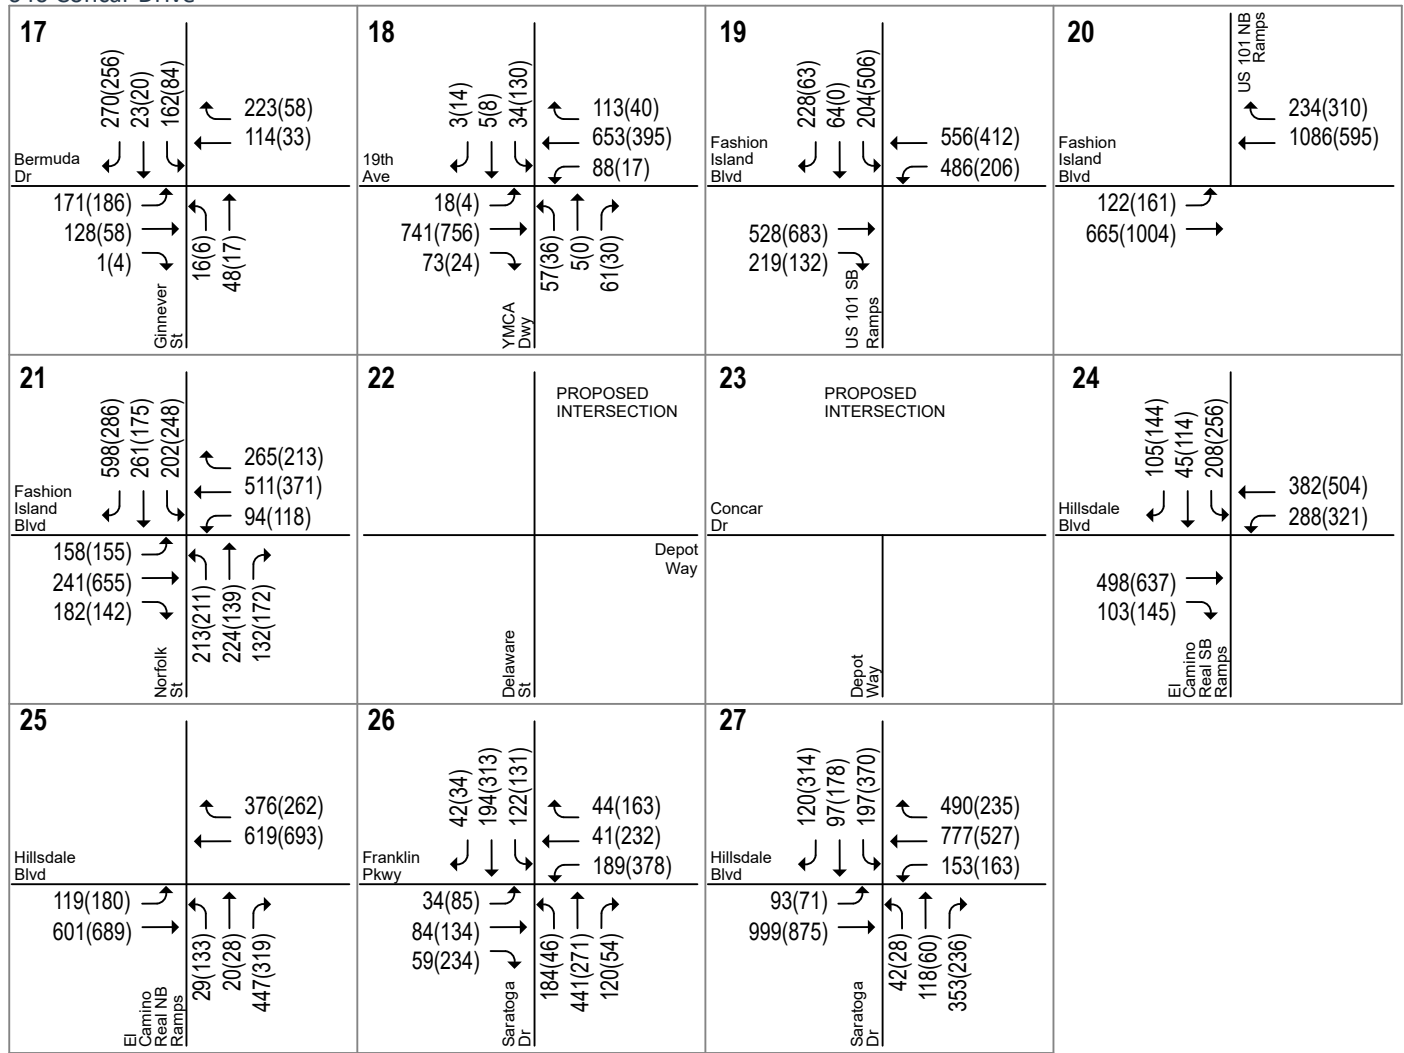 17
270(256)
23(20)
162(84)
223(58)
114(33)
Bermuda
Dr
171(186)
128(58)
1(4)
16(6)
48(17)
Ginnever
St
18
3(14)
5(8)
34(130)
113(40)
653(395)
88(17)
19th
Ave
18(4)
741(756)
73(24)
57(36)
5(0)
61(30)
YMCA
Dwy
19
228(63)
64(0)
204(506)
556(412)
486(206)
Fashion
Island
Blvd
528(683)
219(132)
US 101 SB
Ramps
20
US 101 NB
Ramps
234(310)
1086(595)
Fashion
Island
Blvd
122(161)
665(1004)
21
598(286)
261(175)
202(248)
265(213)
511(371)
94(118)
Fashion
Island
Blvd
158(155)
241(655)
182(142)
213(211)
224(139)
132(172)
Norfolk
St
22
PROPOSED
INTERSECTION
Depot
Way
Delaware
St
23
PROPOSED
INTERSECTION
Concar
Dr
Depot
Way
24
105(144)
45(114)
208(256)
382(504)
288(321)
Hillsdale
Blvd
498(637)
103(145)
El
Camino
Real SB
Ramps
25
376(262)
619(693)
Hillsdale
Blvd
119(180)
601(689)
29(133)
20(28)
447(319)
El
Camino
Real NB
Ramps
26
42(34)
194(313)
122(131)
44(163)
41(232)
189(378)
Franklin
Pkwy
34(85)
84(134)
59(234)
184(46)
441(271)
120(54)
Saratoga
Dr
27
120(314)
97(178)
197(370)
490(235)
777(527)
153(163)
Hillsdale
Blvd
93(71)
999(875)
42(28)
118(60)
353(236)
Saratoga
Dr